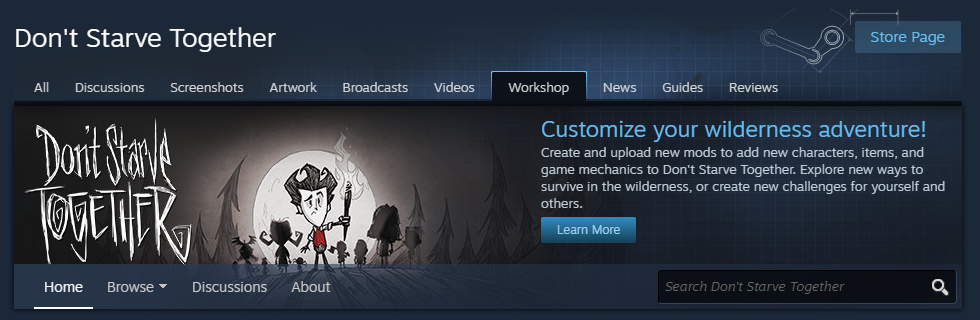 Don't Starve Together
Store Page
All Discussions Screenshots Artwork Broadcasts Videos Workshop News Guides Reviews
Don't Starve
Together
Customize your wilderness adventure!
Create and upload new mods to add new characters, items, and
game mechanics to Don't Starve Together. Explore new ways to
survive in the wilderness, or create new challenges for yourself and
others.
Learn More
Home Browse Discussions About
Search Don't Starve Together